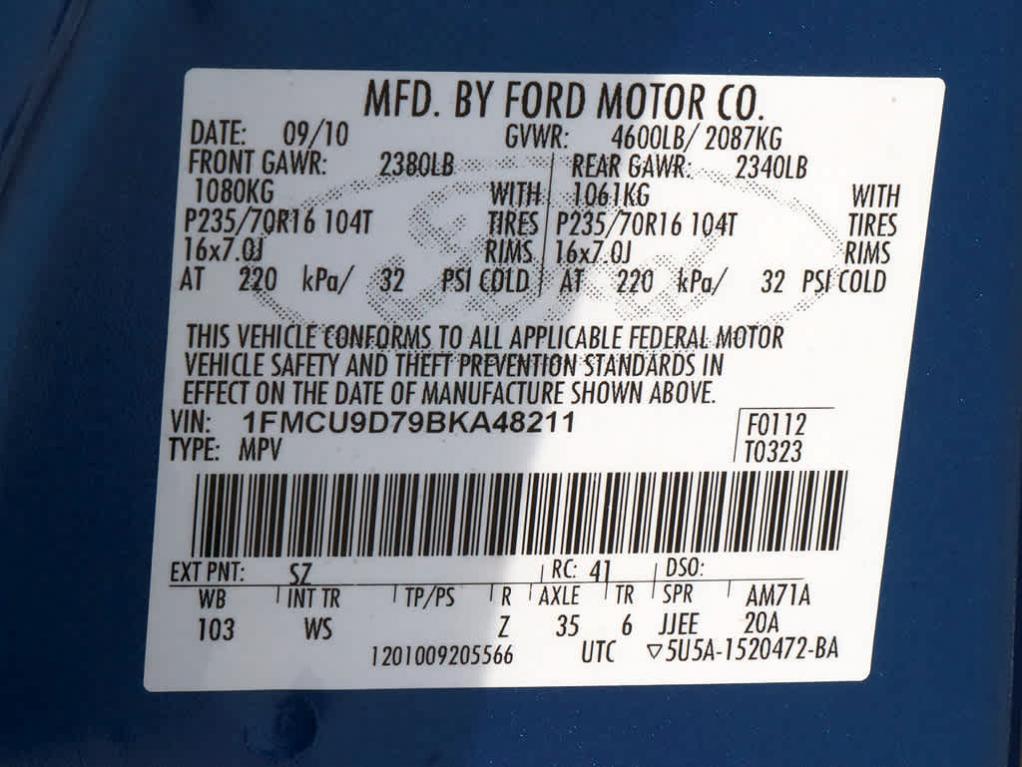 MFD. BY FORD MOTOR CO.
DATE: 09/10 GVWR: 4600LB/ 2087KG
FRONT GAWR: 2380LB REAR GAWR: 2340LB
1080KG WITH 1061KG WITH
P235/70R16 104T TIRES P235/70R16 104T TIRES
16x7.0J RIMS 16x7.0J RIMS
AT 220 kPa/ 32 PSI COLD AT 220 kPa/ 32 PSI COLD
THIS VEHICLE CONFORMS TO ALL APPLICABLE FEDERAL MOTOR
VEHICLE SAFETY AND THEFT PREVENTION STANDARDS IN
EFFECT ON THE DATE OF MANUFACTURE SHOWN ABOVE.
VIN: 1FMCU9D79BKA48211 F0112
TYPE: MPV T0323
EXT PNT: SZ RC: 41 DSO:
WB INT TR TP/PS R AXLE TR SPR AM71A
103 WS Z 35 6 JJEE 20A
1201009205566 UTC ▽5U5A-1520472-BA